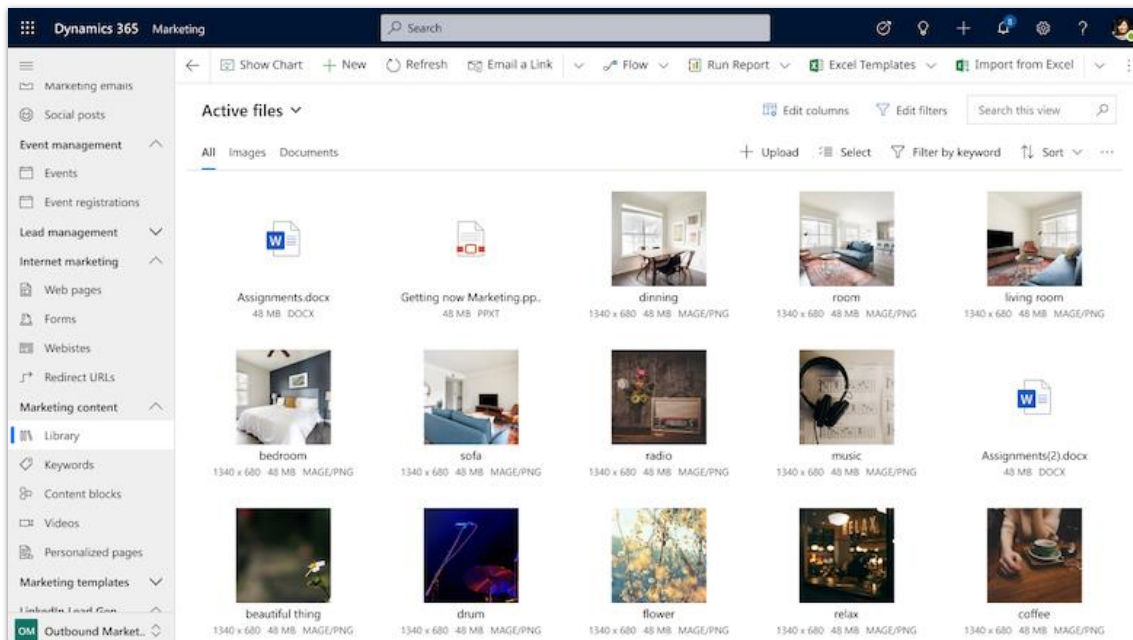 Dynamics 365 Marketing
Search
8
Show Chart New Refresh Email a Link Flow Run Report Excel Templates Import from Excel
Marketing emails
Social posts
Event management
Events
Event registrations
Lead management
Internet marketing
Web pages
Forms
Webistes
Redirect URLs
Marketing content
Library
Keywords
Content blocks
Videos
Personalized pages
Marketing templates
LinkedIn Lead Gen
OM Outbound Market..
Active files
Edit columns Edit filters Search this view
All Images Documents
Upload Select Filter by keyword Sort
W
Assignments.docx
48 MB DOCX
Getting now Marketing.pp..
48 MB PPXT
dinning
1340 x 680 48 MB MAGE/PNG
room
1340 x 680 48 MB MAGE/PNG
living room
1340 x 680 48 MB MAGE/PNG
bedroom
1340 x 680 48 MB MAGE/PNG
sofa
1340 x 680 48 MB MAGE/PNG
radio
1340 x 680 48 MB MAGE/PNG
music
1340 x 680 48 MB MAGE/PNG
W
Assignments(2).docx
48 MB DOCX
beautiful thing
1340 x 680 48 MB MAGE/PNG
drum
1340 x 680 48 MB MAGE/PNG
flower
1340 x 680 48 MB MAGE/PNG
RELAX
relax
1340 x 680 48 MB MAGE/PNG
coffee
1340 x 680 48 MB MAGE/PNG